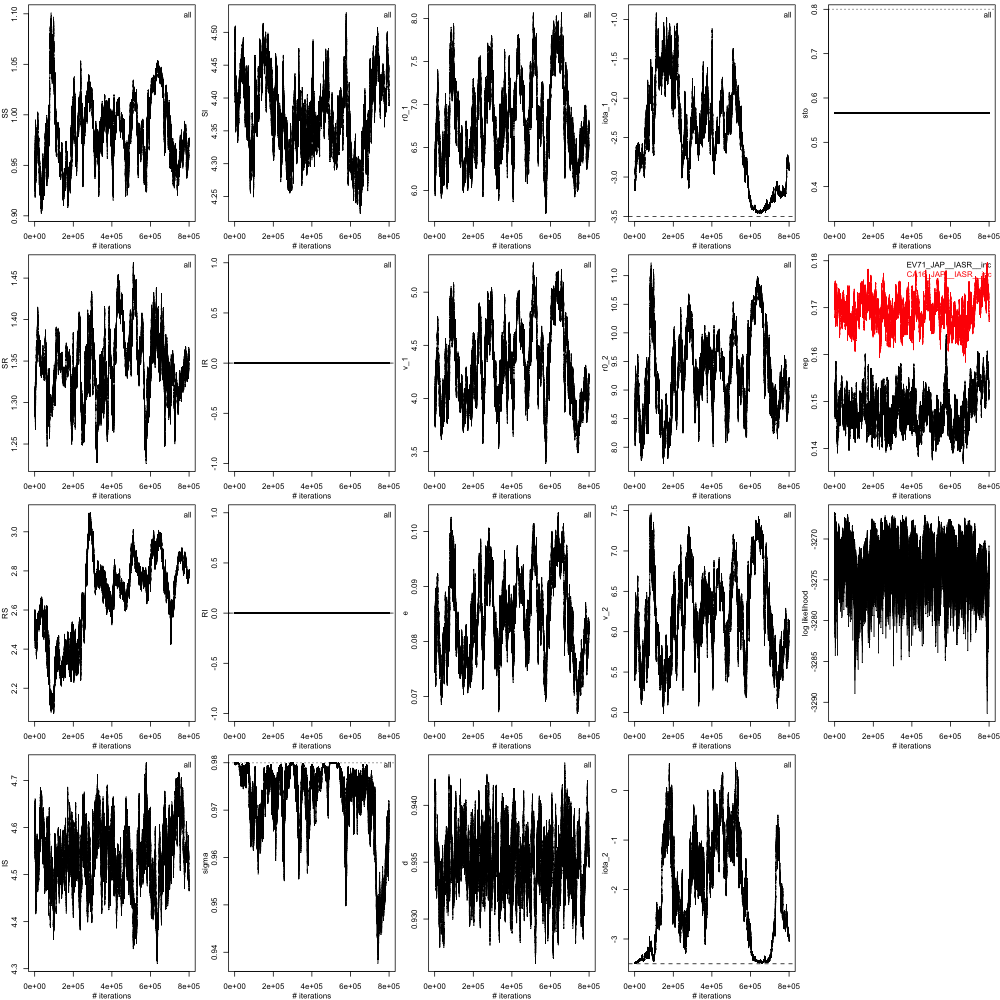 all
SS
0.90 0.95 1.00 1.05 1.10
0e+00 2e+05 4e+05 6e+05 8e+05
# iterations
all
SI
4.25 4.30 4.35 4.40 4.45 4.50
0e+00 2e+05 4e+05 6e+05 8e+05
# iterations
all
r0_1
6.0 6.5 7.0 7.5 8.0
0e+00 2e+05 4e+05 6e+05 8e+05
# iterations
all
iota_1
-3.5 -3.0 -2.5 -2.0 -1.5 -1.0
0e+00 2e+05 4e+05 6e+05 8e+05
# iterations
all
sto
0.4 0.5 0.6 0.7 0.8
0e+00 2e+05 4e+05 6e+05 8e+05
# iterations
all
SR
1.25 1.30 1.35 1.40 1.45
0e+00 2e+05 4e+05 6e+05 8e+05
# iterations
all
IR
-1.0 -0.5 0.0 0.5 1.0
0e+00 2e+05 4e+05 6e+05 8e+05
# iterations
all
v_1
3.5 4.0 4.5 5.0
0e+00 2e+05 4e+05 6e+05 8e+05
# iterations
all
r0_2
8.0 8.5 9.0 9.5 10.0 10.5 11.0
0e+00 2e+05 4e+05 6e+05 8e+05
# iterations
EV71_JAP__IASR__inc
CA16_JAP__IASR__inc
rep
0.14 0.15 0.16 0.17 0.18
0e+00 2e+05 4e+05 6e+05 8e+05
# iterations
all
RS
2.2 2.4 2.6 2.8 3.0
0e+00 2e+05 4e+05 6e+05 8e+05
# iterations
all
RI
-1.0 -0.5 0.0 0.5 1.0
0e+00 2e+05 4e+05 6e+05 8e+05
# iterations
all
e
0.07 0.08 0.09 0.10
0e+00 2e+05 4e+05 6e+05 8e+05
# iterations
all
v_2
5.0 5.5 6.0 6.5 7.0 7.5
0e+00 2e+05 4e+05 6e+05 8e+05
# iterations
all
log likelihood
-3290 -3285 -3280 -3275 -3270
0e+00 2e+05 4e+05 6e+05 8e+05
# iterations
all
IS
4.3 4.4 4.5 4.6 4.7
0e+00 2e+05 4e+05 6e+05 8e+05
# iterations
all
sigma
0.94 0.95 0.96 0.97 0.98
0e+00 2e+05 4e+05 6e+05 8e+05
# iterations
all
d
0.930 0.935 0.940
0e+00 2e+05 4e+05 6e+05 8e+05
# iterations
all
iota_2
-3 -2 -1 0
0e+00 2e+05 4e+05 6e+05 8e+05
# iterations